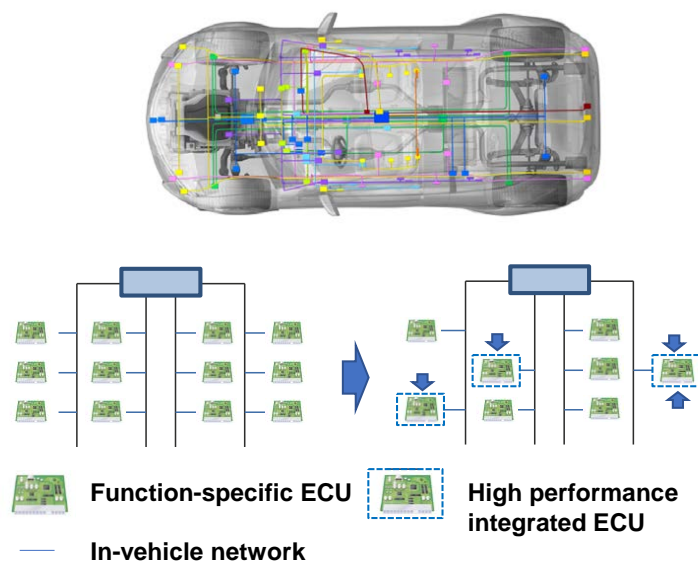 Function-specific ECU
High performance
integrated ECU
In-vehicle network